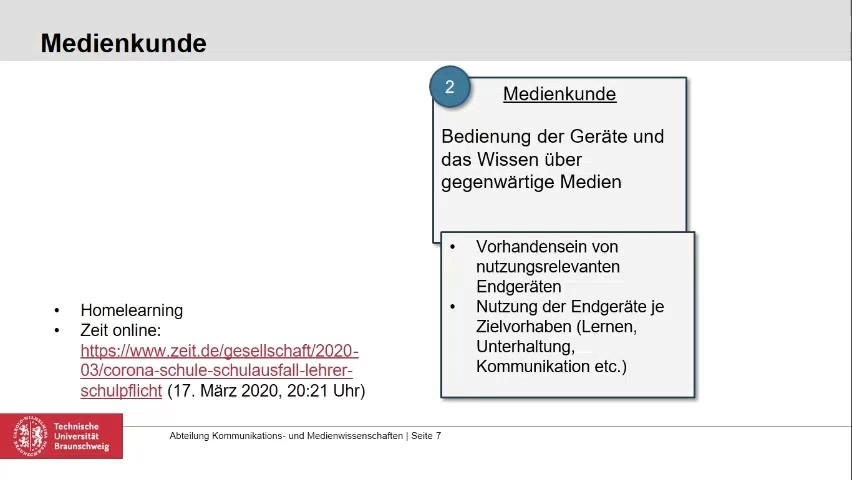 Medienkunde
2
Medienkunde
Bedienung der Geräte und
das Wissen über
gegenwärtige Medien
• Vorhandensein von
nutzungsrelevanten
Endgeräten
• Nutzung der Endgeräte je
Zielvorhaben (Lernen,
Unterhaltung,
Kommunikation etc.)
• Homelearning
• Zeit online:
https://www.zeit.de/gesellschaft/2020-
03/corona-schule-schulausfall-lehrer-
schulpflicht (17. März 2020, 20:21 Uhr)
Technische
Universität
Braunschweig
Abteilung Kommunikations- und Medienwissenschaften | Seite 7